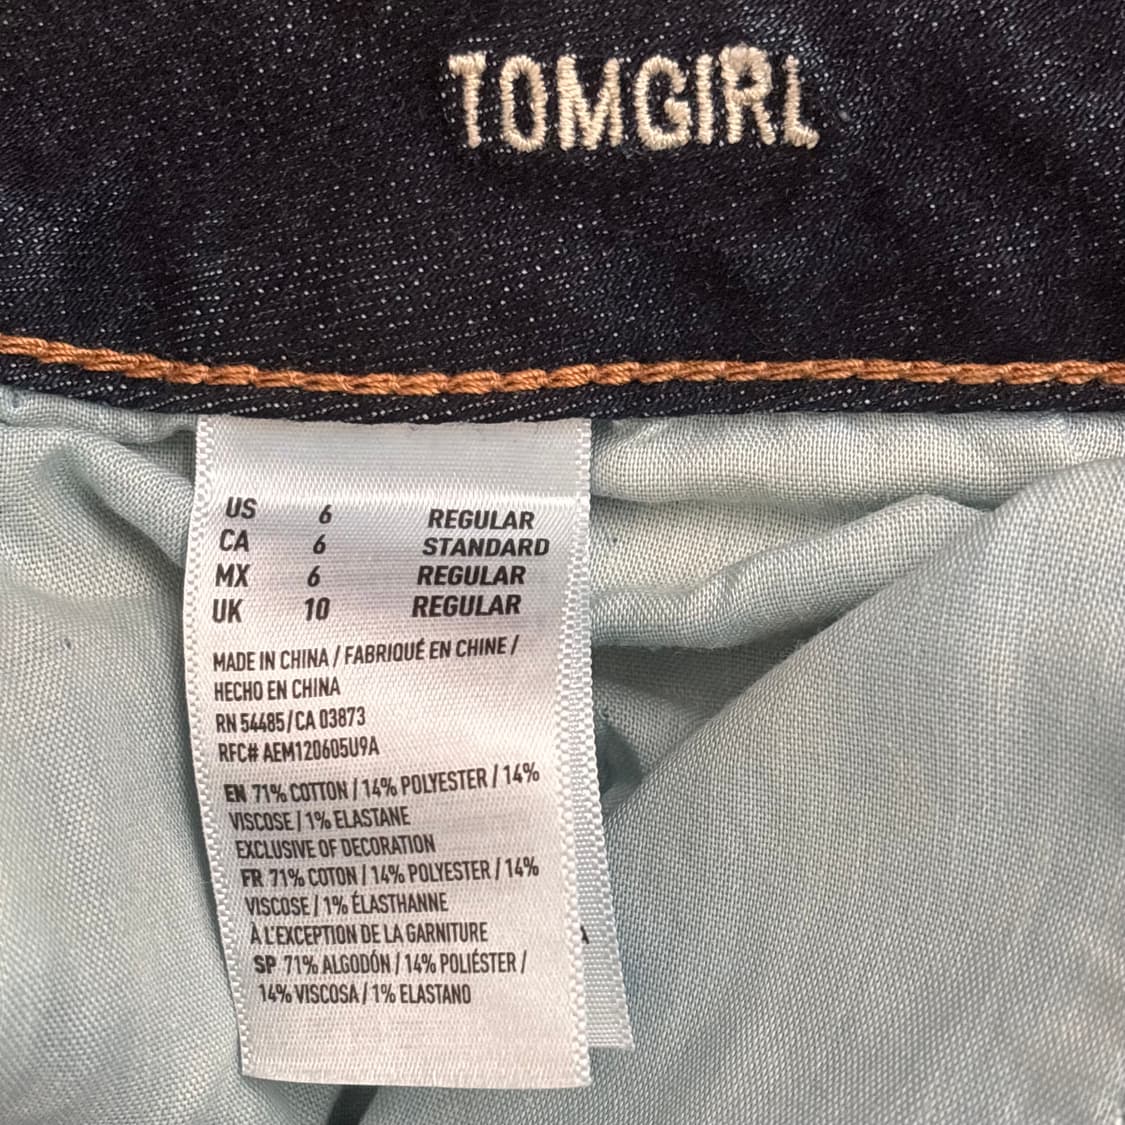 TOMGIRL
US 6 REGULAR
CA 6 STANDARD
MX 6 REGULAR
UK 10 REGULAR
MADE IN CHINA / FABRIQUÉ EN CHINE /
HECHO EN CHINA
RN 54485/CA 03873
RFC# AEM120605U9A
EN 71% COTTON / 14% POLYESTER / 14%
VISCOSE / 1% ELASTANE
EXCLUSIVE OF DECORATION
FR 71% COTON / 14% POLYESTER / 14%
VISCOSE / 1% ÉLASTHANNE
À L'EXCEPTION DE LA GARNITURE
SP 71% ALGODÓN / 14% POLIÉSTER /
14% VISCOSA / 1% ELASTANO